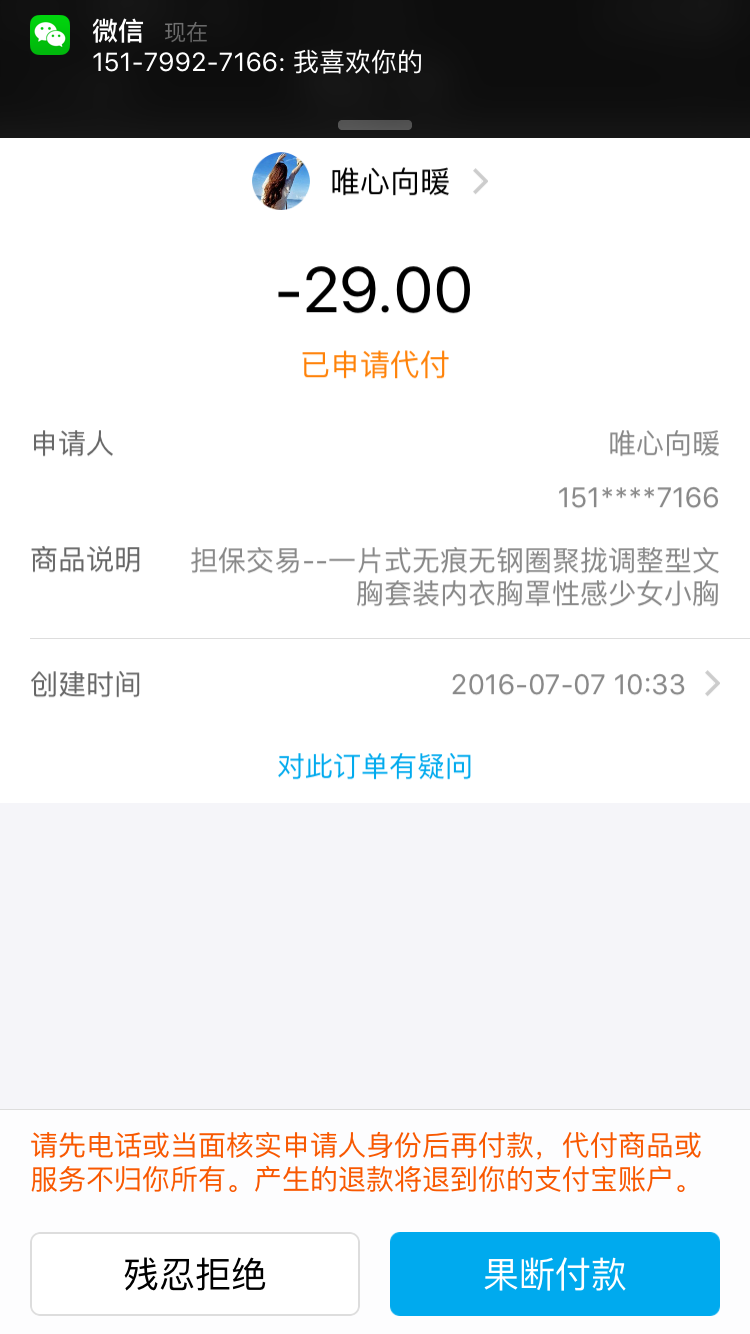 微信 现在
151-7992-7166: 我喜欢你的
唯心向暖
-29.00
已申请代付
申请人 唯心向暖
151****7166
商品说明 担保交易--一片式无痕无钢圈聚拢调整型文
胸套装内衣胸罩性感少女小胸
创建时间 2016-07-07 10:33
对此订单有疑问
请先电话或当面核实申请人身份后再付款，代付商品或
服务不归你所有。产生的退款将退到你的支付宝账户。
残忍拒绝 果断付款